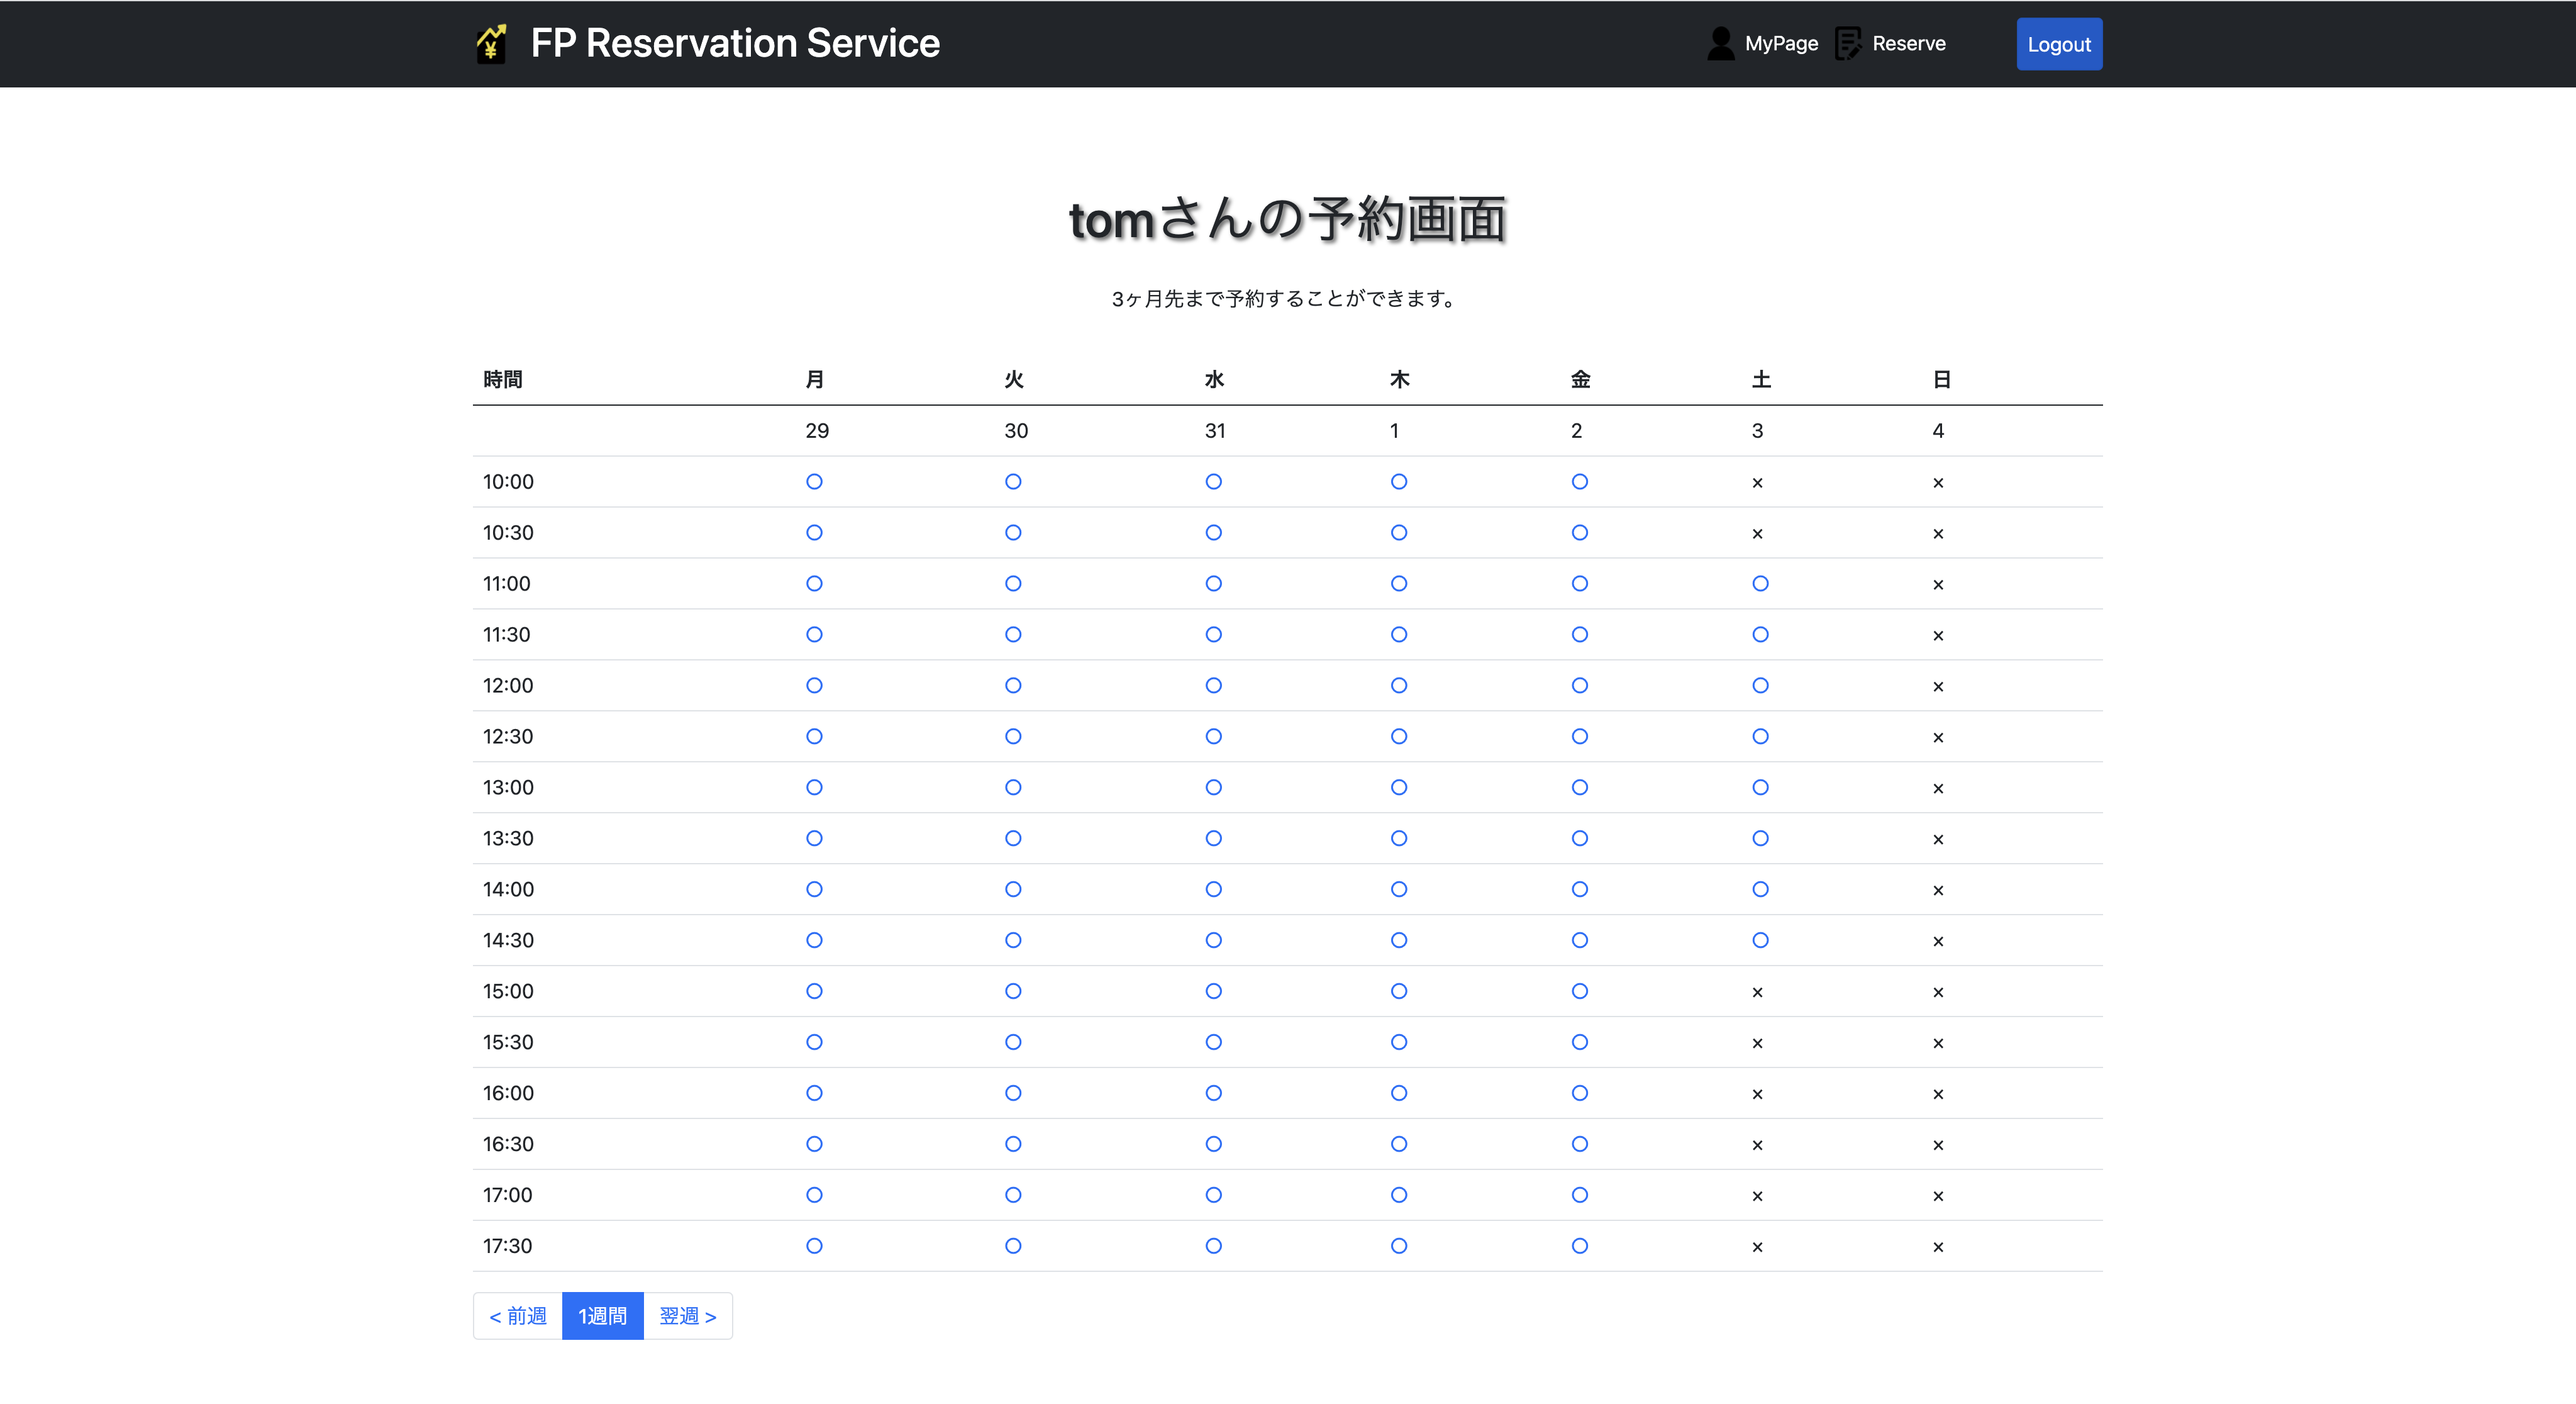 ¥ FP Reservation Service MyPage Reserve Logout
tomさんの予約画面
3ヶ月先まで予約することができます。
時間 月 火 水 木 金 土 日
29 30 31 1 2 3 4
10:00 ○ ○ ○ ○ ○ × ×
10:30 ○ ○ ○ ○ ○ × ×
11:00 ○ ○ ○ ○ ○ ○ ×
11:30 ○ ○ ○ ○ ○ ○ ×
12:00 ○ ○ ○ ○ ○ ○ ×
12:30 ○ ○ ○ ○ ○ ○ ×
13:00 ○ ○ ○ ○ ○ ○ ×
13:30 ○ ○ ○ ○ ○ ○ ×
14:00 ○ ○ ○ ○ ○ ○ ×
14:30 ○ ○ ○ ○ ○ ○ ×
15:00 ○ ○ ○ ○ ○ × ×
15:30 ○ ○ ○ ○ ○ × ×
16:00 ○ ○ ○ ○ ○ × ×
16:30 ○ ○ ○ ○ ○ × ×
17:00 ○ ○ ○ ○ ○ × ×
17:30 ○ ○ ○ ○ ○ × ×
< 前週 1週間 翌週 >